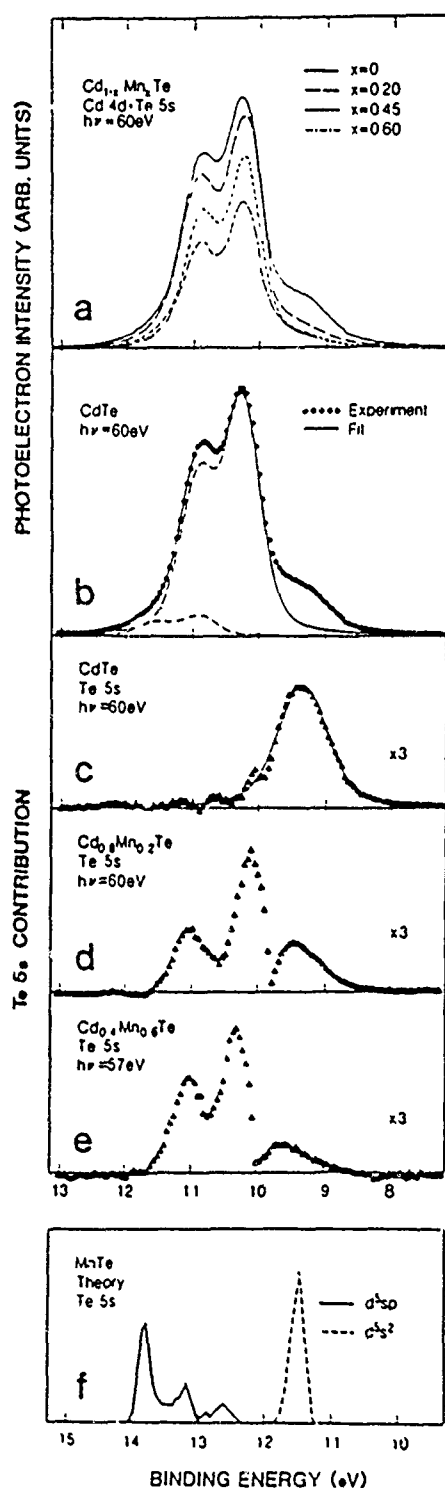 PHOTOELECTRON INTENSITY (ARB. UNITS)
Cd1-xMnxTe
Cd 4d+Te 5s
hν=60eV
x=0
x=0.20
x=0.45
x=0.60
a
CdTe
hν=60eV
Experiment
Fit
b
Te 5s CONTRIBUTION
CdTe
Te 5s
hν=60eV
x3
c
Cd0.8Mn0.2Te
Te 5s
hν=60eV
x3
d
Cd0.4Mn0.6Te
Te 5s
hν=57eV
x3
e
13 12 11 10 9 8
MnTe
Theory
Te 5s
d5sp
d5s2
f
15 14 13 12 11 10
BINDING ENERGY (eV)